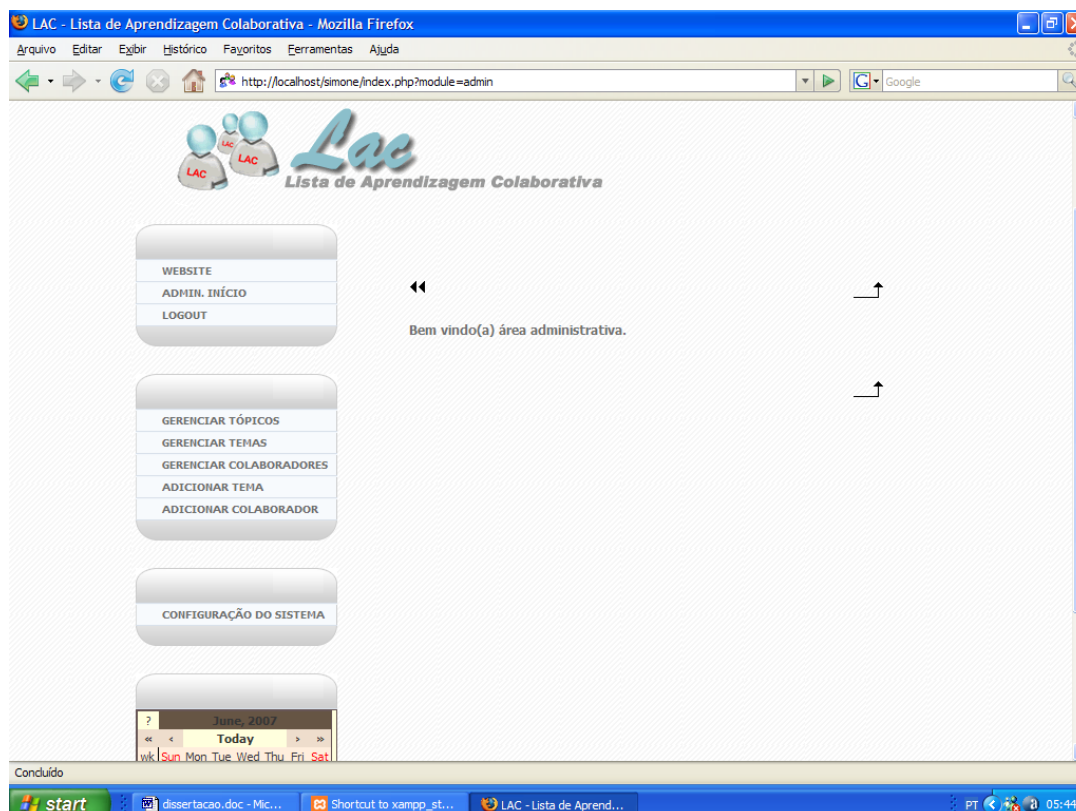 LAC - Lista de Aprendizagem Colaborativa - Mozilla Firefox
Arquivo Editar Exibir Histórico Favoritos Ferramentas Ajuda
http://localhost/simone/index.php?module=admin
G Google
LAC
LAC
LAC
Lac
Lista de Aprendizagem Colaborativa
WEBSITE
ADMIN. INÍCIO
LOGOUT
Bem vindo(a) área administrativa.
GERENCIAR TÓPICOS
GERENCIAR TEMAS
GERENCIAR COLABORADORES
ADICIONAR TEMA
ADICIONAR COLABORADOR
CONFIGURAÇÃO DO SISTEMA
? June, 2007
« ‹ Today › »
wk Sun Mon Tue Wed Thu Fri Sat
Concluído
start dissertacao.doc - Mic... Shortcut to xampp_st... LAC - Lista de Aprend... PT 05:44